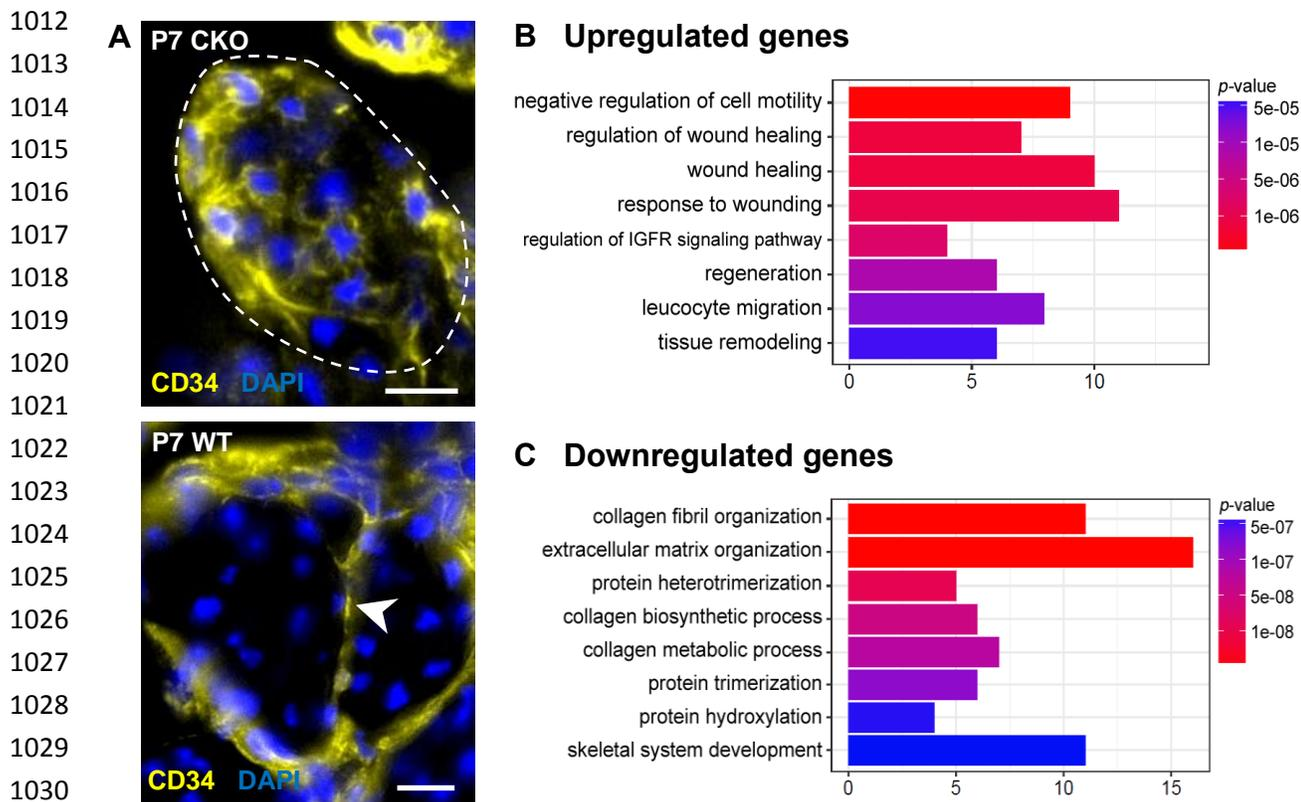 1012
1013
1014
1015
1016
1017
1018
1019
1020
1021
1022
1023
1024
1025
1026
1027
1028
1029
1030
A
P7 CKO
CD34 DAPI
P7 WT
CD34 DAPI
B Upregulated genes
negative regulation of cell motility
regulation of wound healing
wound healing
response to wounding
regulation of IGFR signaling pathway
regeneration
leucocyte migration
tissue remodeling
0 5 10
p-value
5e-05
1e-05
5e-06
1e-06
C Downregulated genes
collagen fibril organization
extracellular matrix organization
protein heterotrimerization
collagen biosynthetic process
collagen metabolic process
protein trimerization
protein hydroxylation
skeletal system development
0 5 10 15
p-value
5e-07
1e-07
5e-08
1e-08